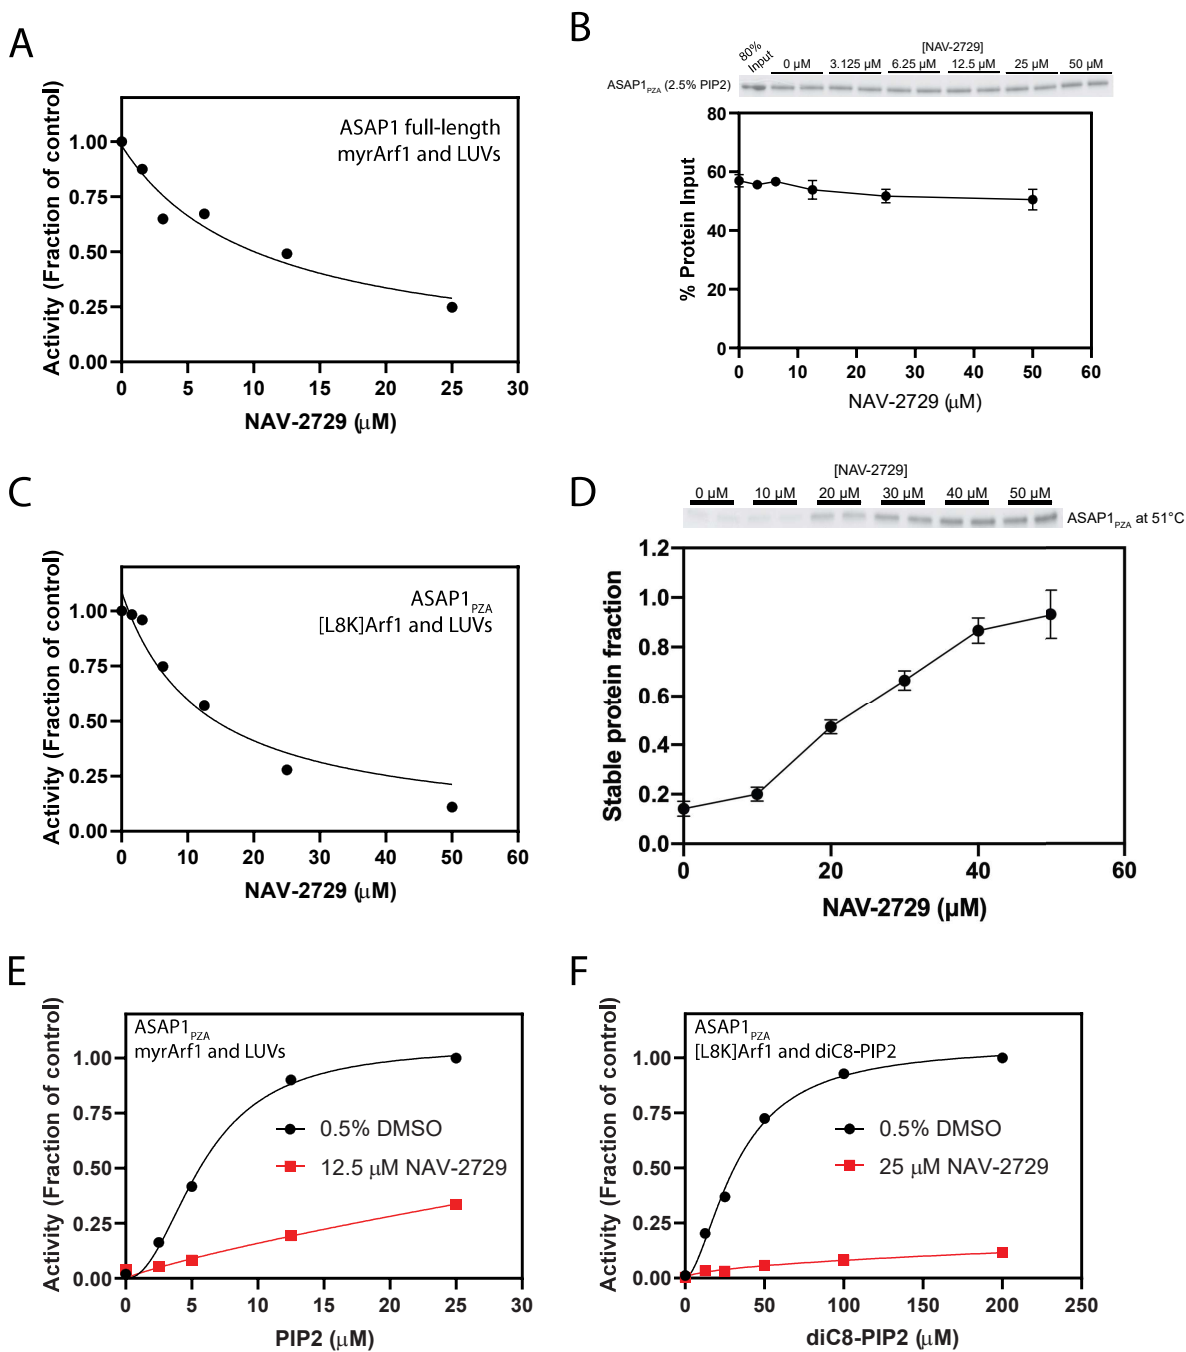 A
ASAP1 full-length
myrArf1 and LUVs
Activity (Fraction of control)
1.00
0.75
0.50
0.25
0.00
0 5 10 15 20 25 30
NAV-2729 (μM)
B
80% Input
[NAV-2729]
0 μM 3.125 μM 6.25 μM 12.5 μM 25 μM 50 μM
ASAP1PZA (2.5% PIP2)
% Protein Input
80
60
40
20
0
0 10 20 30 40 50 60
NAV-2729 (μM)
C
ASAP1PZA
[L8K]Arf1 and LUVs
Activity (Fraction of control)
1.00
0.75
0.50
0.25
0.00
0 10 20 30 40 50 60
NAV-2729 (μM)
D
[NAV-2729]
0 μM 10 μM 20 μM 30 μM 40 μM 50 μM
ASAP1PZA at 51°C
Stable protein fraction
1.2
1.0
0.8
0.6
0.4
0.2
0.0
0 20 40 60
NAV-2729 (μM)
E
ASAP1PZA
myrArf1 and LUVs
Activity (Fraction of control)
1.00
0.75
0.50
0.25
0.00
0.5% DMSO
12.5 μM NAV-2729
0 5 10 15 20 25 30
PIP2 (μM)
F
ASAP1PZA
[L8K]Arf1 and diC8-PIP2
Activity (Fraction of control)
1.00
0.75
0.50
0.25
0.00
0.5% DMSO
25 μM NAV-2729
0 50 100 150 200 250
diC8-PIP2 (μM)